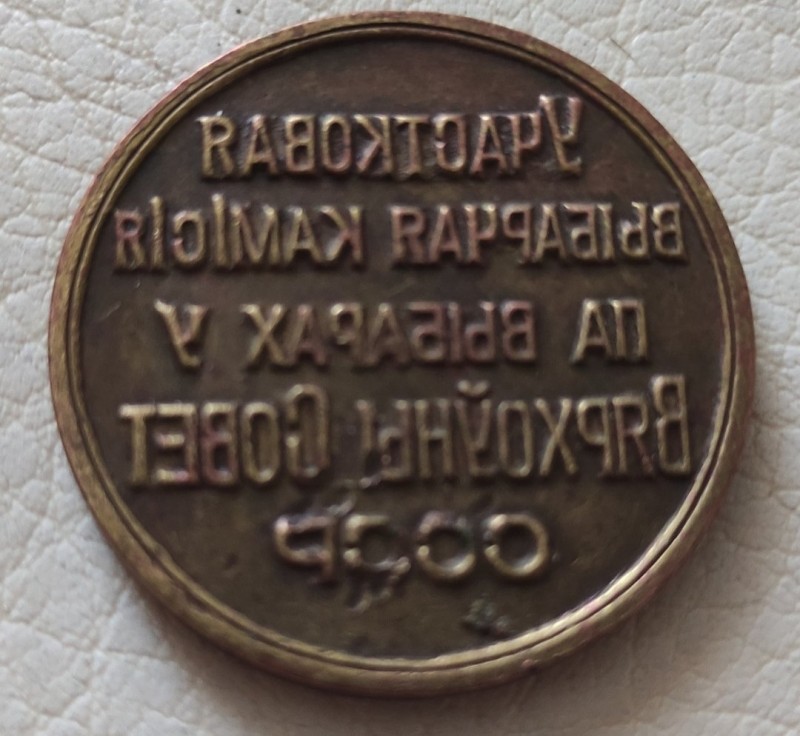 Участковая
выбарчая камісія
па выбарах у
Вярхоўны Совет
СССР